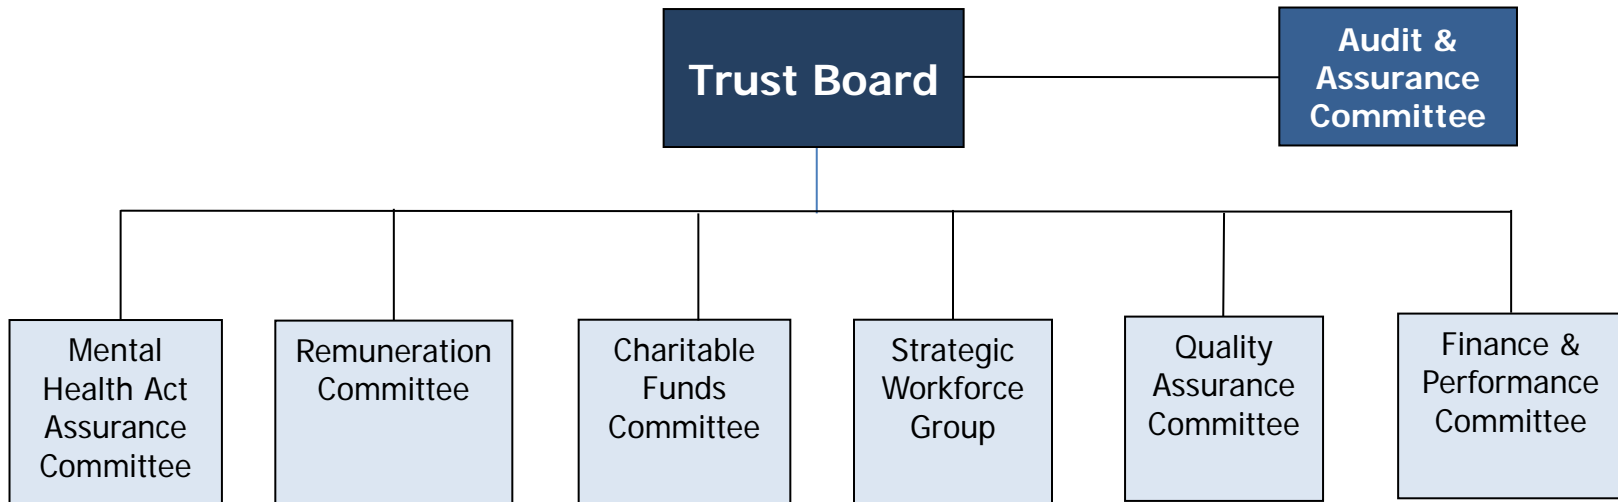 Trust Board
Audit &
Assurance
Committee
Mental
Health Act
Assurance
Committee
Remuneration
Committee
Charitable
Funds
Committee
Strategic
Workforce
Group
Quality
Assurance
Committee
Finance &
Performance
Committee